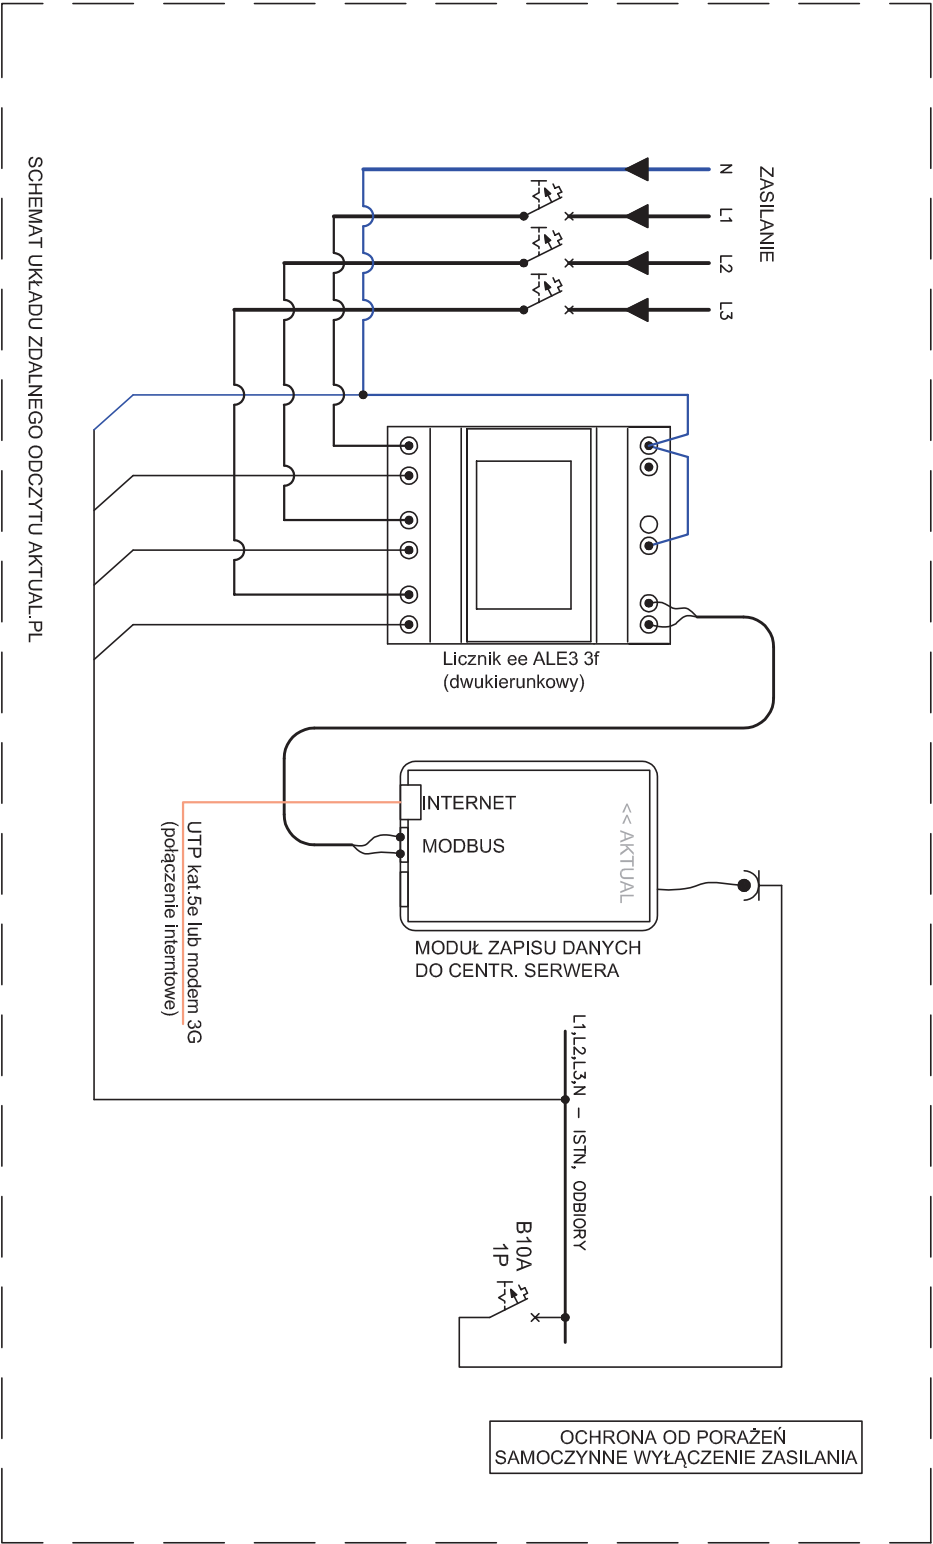 SCHEMAT UKŁADU ZDALNEGO ODCZYTU AKTUAL.PL
ZASILANIE
N
L1
L2
L3
Licznik ee ALE3 3f
(dwukierunkowy)
INTERNET
MODBUS
<< AKTUAL
MODUŁ ZAPISU DANYCH
DO CENTR. SERWERA
UTP kat.5e lub modem 3G
(połączenie interntowe)
L1,L2,L3,N – ISTN, ODBIORY
B10A
1P
OCHRONA OD PORAŻEŃ
SAMOCZYNNE WYŁĄCZENIE ZASILANIA